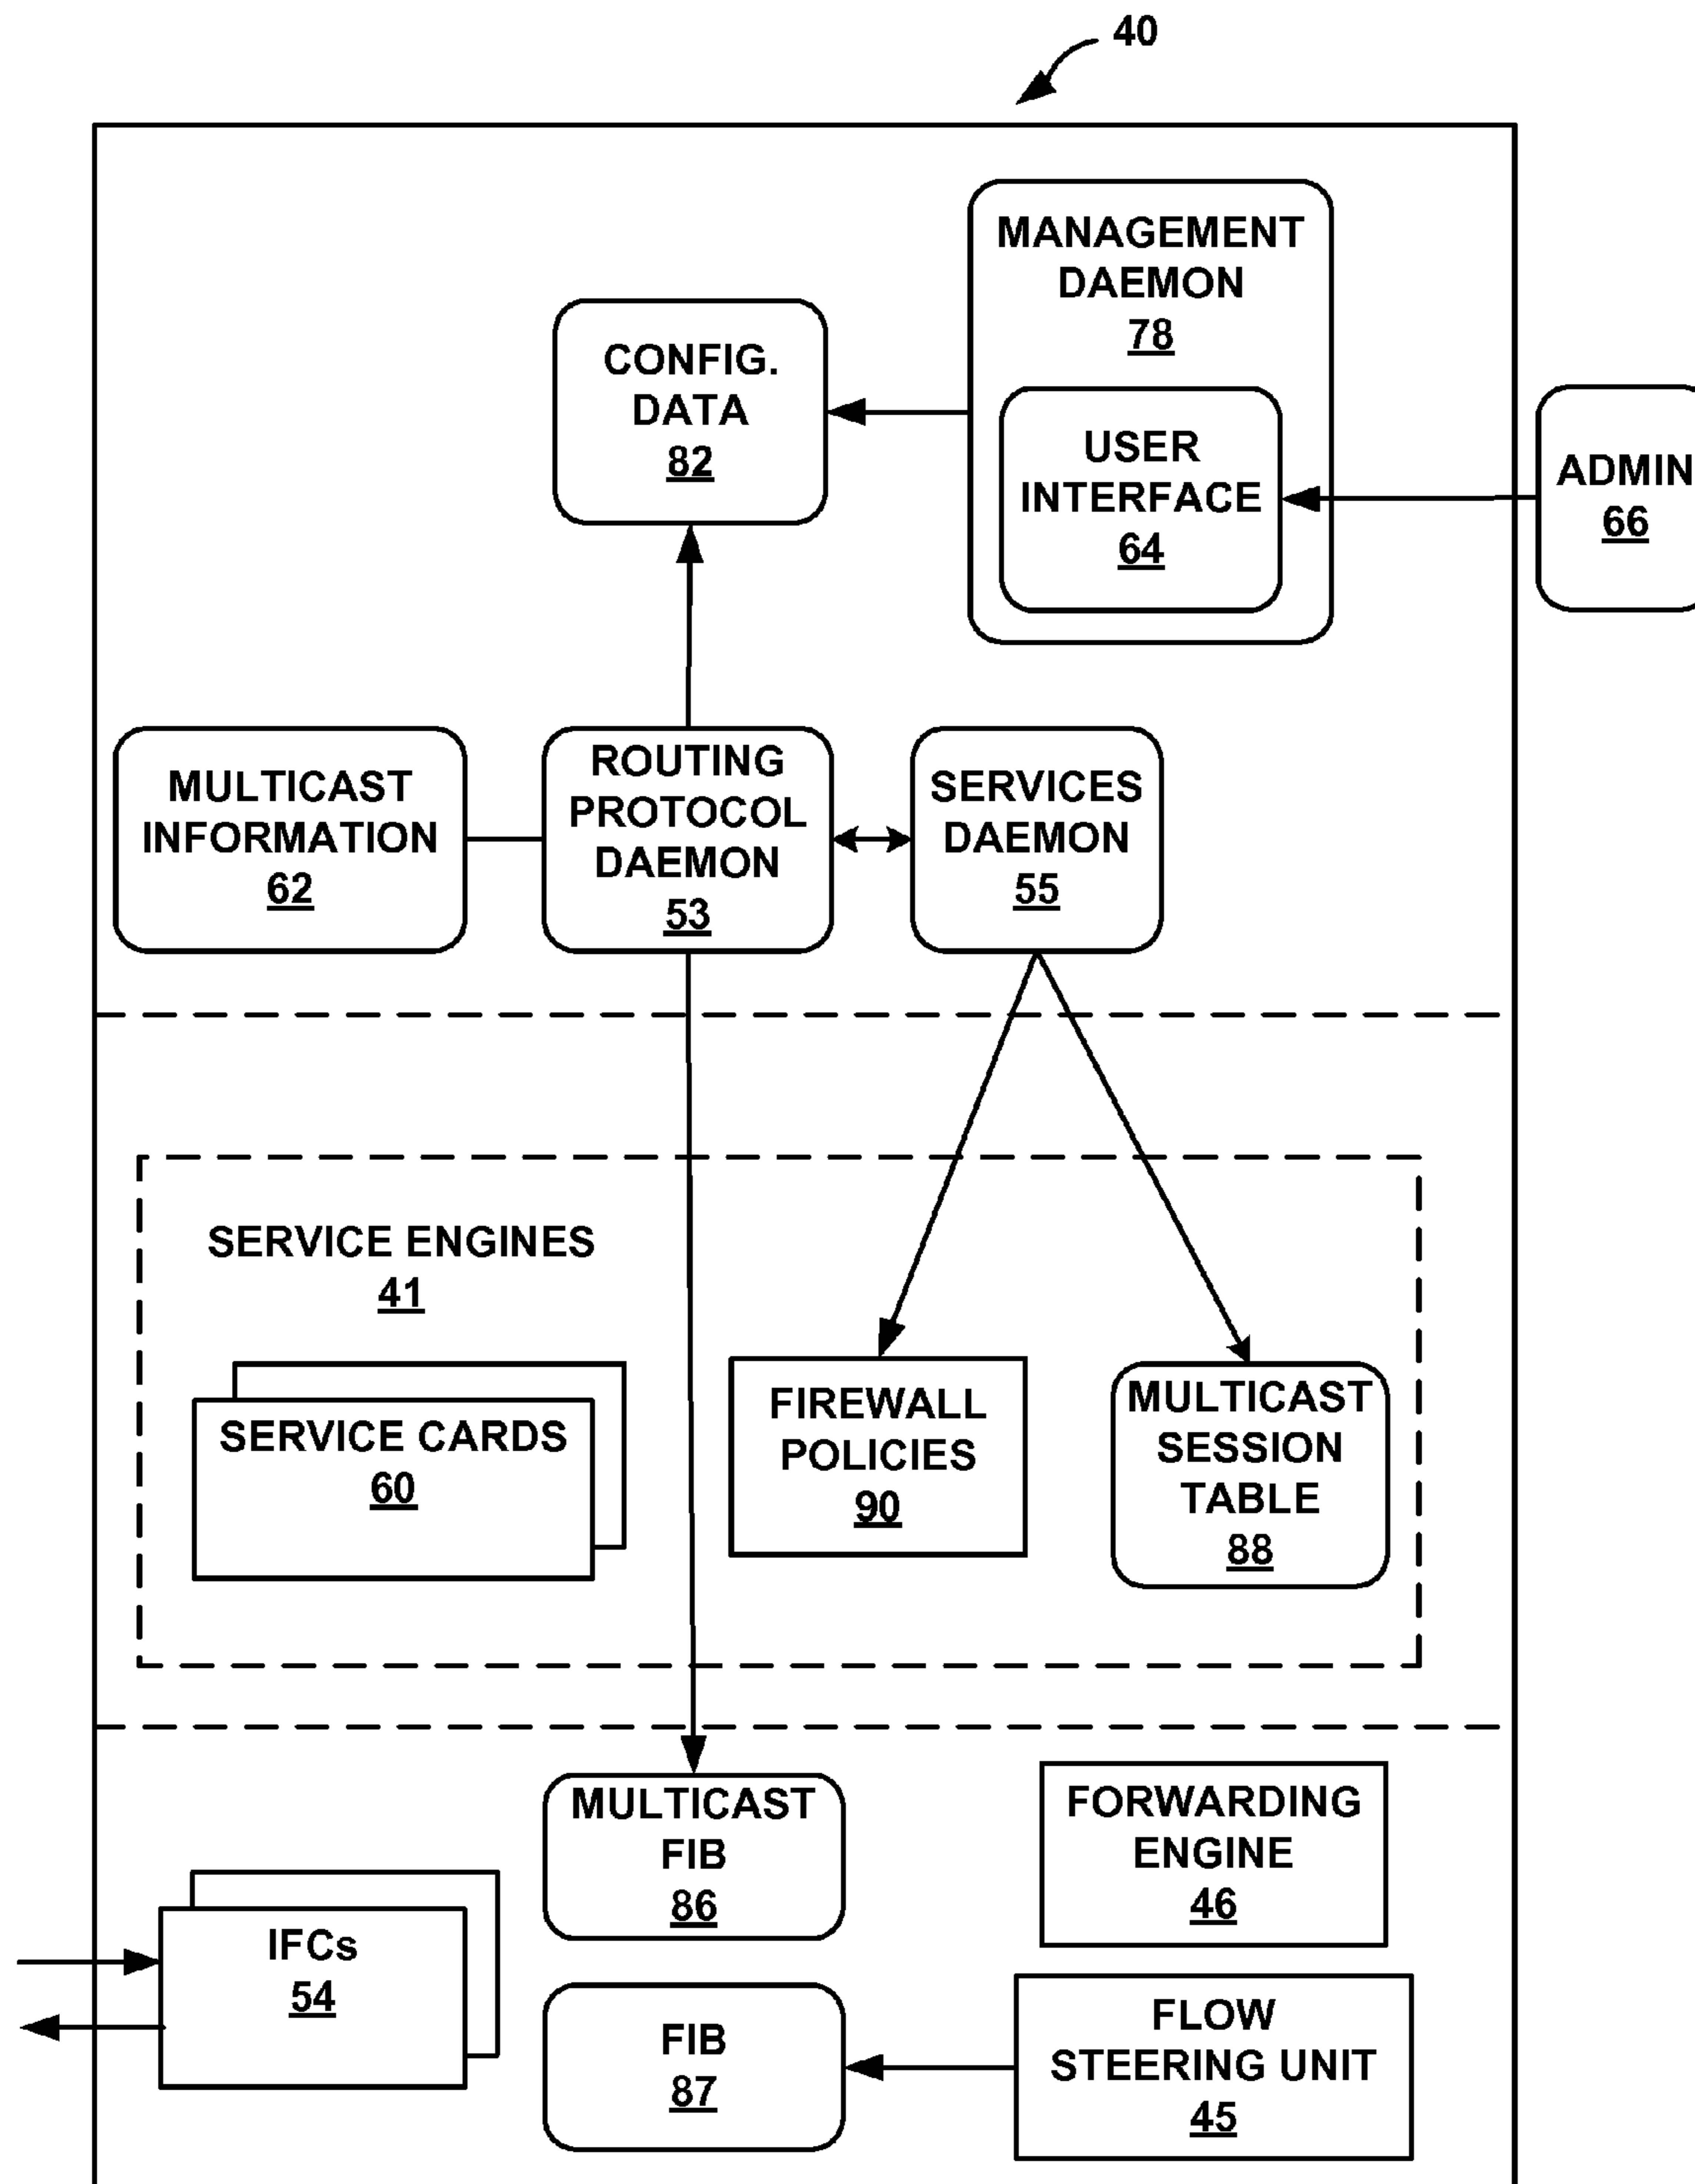 40
MANAGEMENT
DAEMON
78
CONFIG.
DATA
82
USER
INTERFACE
64
ADMIN
66
MULTICAST
INFORMATION
62
ROUTING
PROTOCOL
DAEMON
53
SERVICES
DAEMON
55
SERVICE ENGINES
41
SERVICE CARDS
60
FIREWALL
POLICIES
90
MULTICAST
SESSION
TABLE
88
MULTICAST
FIB
86
FORWARDING
ENGINE
46
IFCs
54
FIB
87
FLOW
STEERING UNIT
45